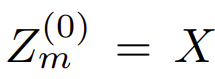 $Z_m^{(0)} = X$